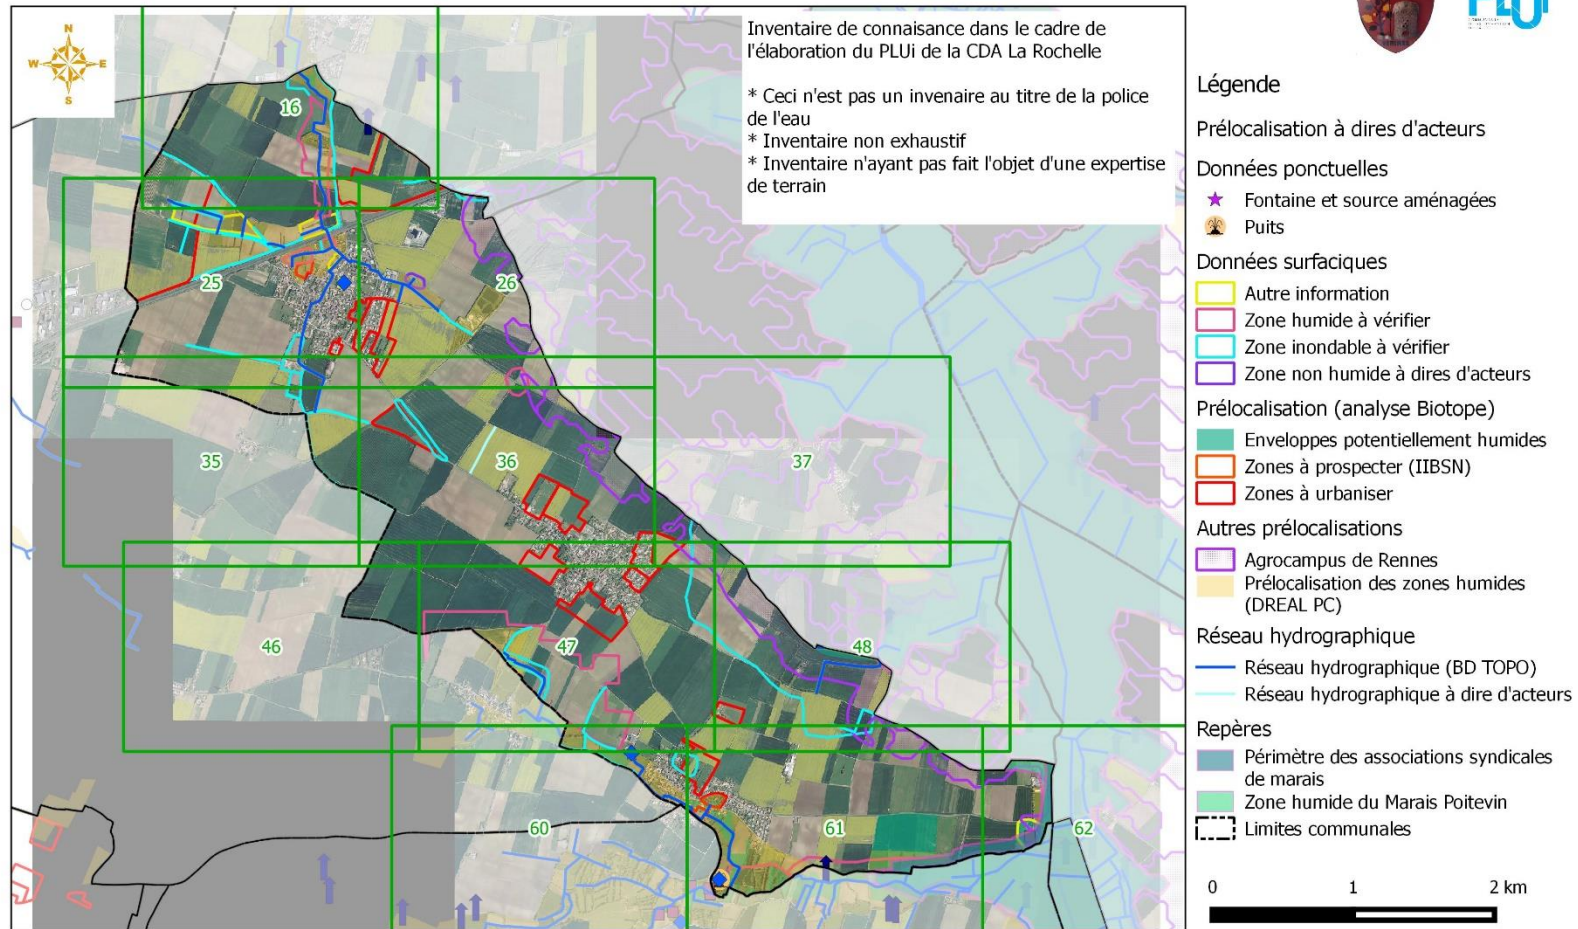 Inventaire de connaisance dans le cadre de
l'élaboration du PLUi de la CDA La Rochelle
* Ceci n'est pas un invenaire au titre de la police
de l'eau
* Inventaire non exhaustif
* Inventaire n'ayant pas fait l'objet d'une expertise
de terrain
N
W
E
S
16
25
26
35
36
37
46
47
48
60
61
62
PLUi
Légende
Prélocalisation à dires d'acteurs
Données ponctuelles
Fontaine et source aménagées
Puits
Données surfaciques
Autre information
Zone humide à vérifier
Zone inondable à vérifier
Zone non humide à dires d'acteurs
Prélocalisation (analyse Biotope)
Enveloppes potentiellement humides
Zones à prospecter (IIBSN)
Zones à urbaniser
Autres prélocalisations
Agrocampus de Rennes
Prélocalisation des zones humides
(DREAL PC)
Réseau hydrographique
Réseau hydrographique (BD TOPO)
Réseau hydrographique à dire d'acteurs
Repères
Périmètre des associations syndicales
de marais
Zone humide du Marais Poitevin
Limites communales
0 1 2 km